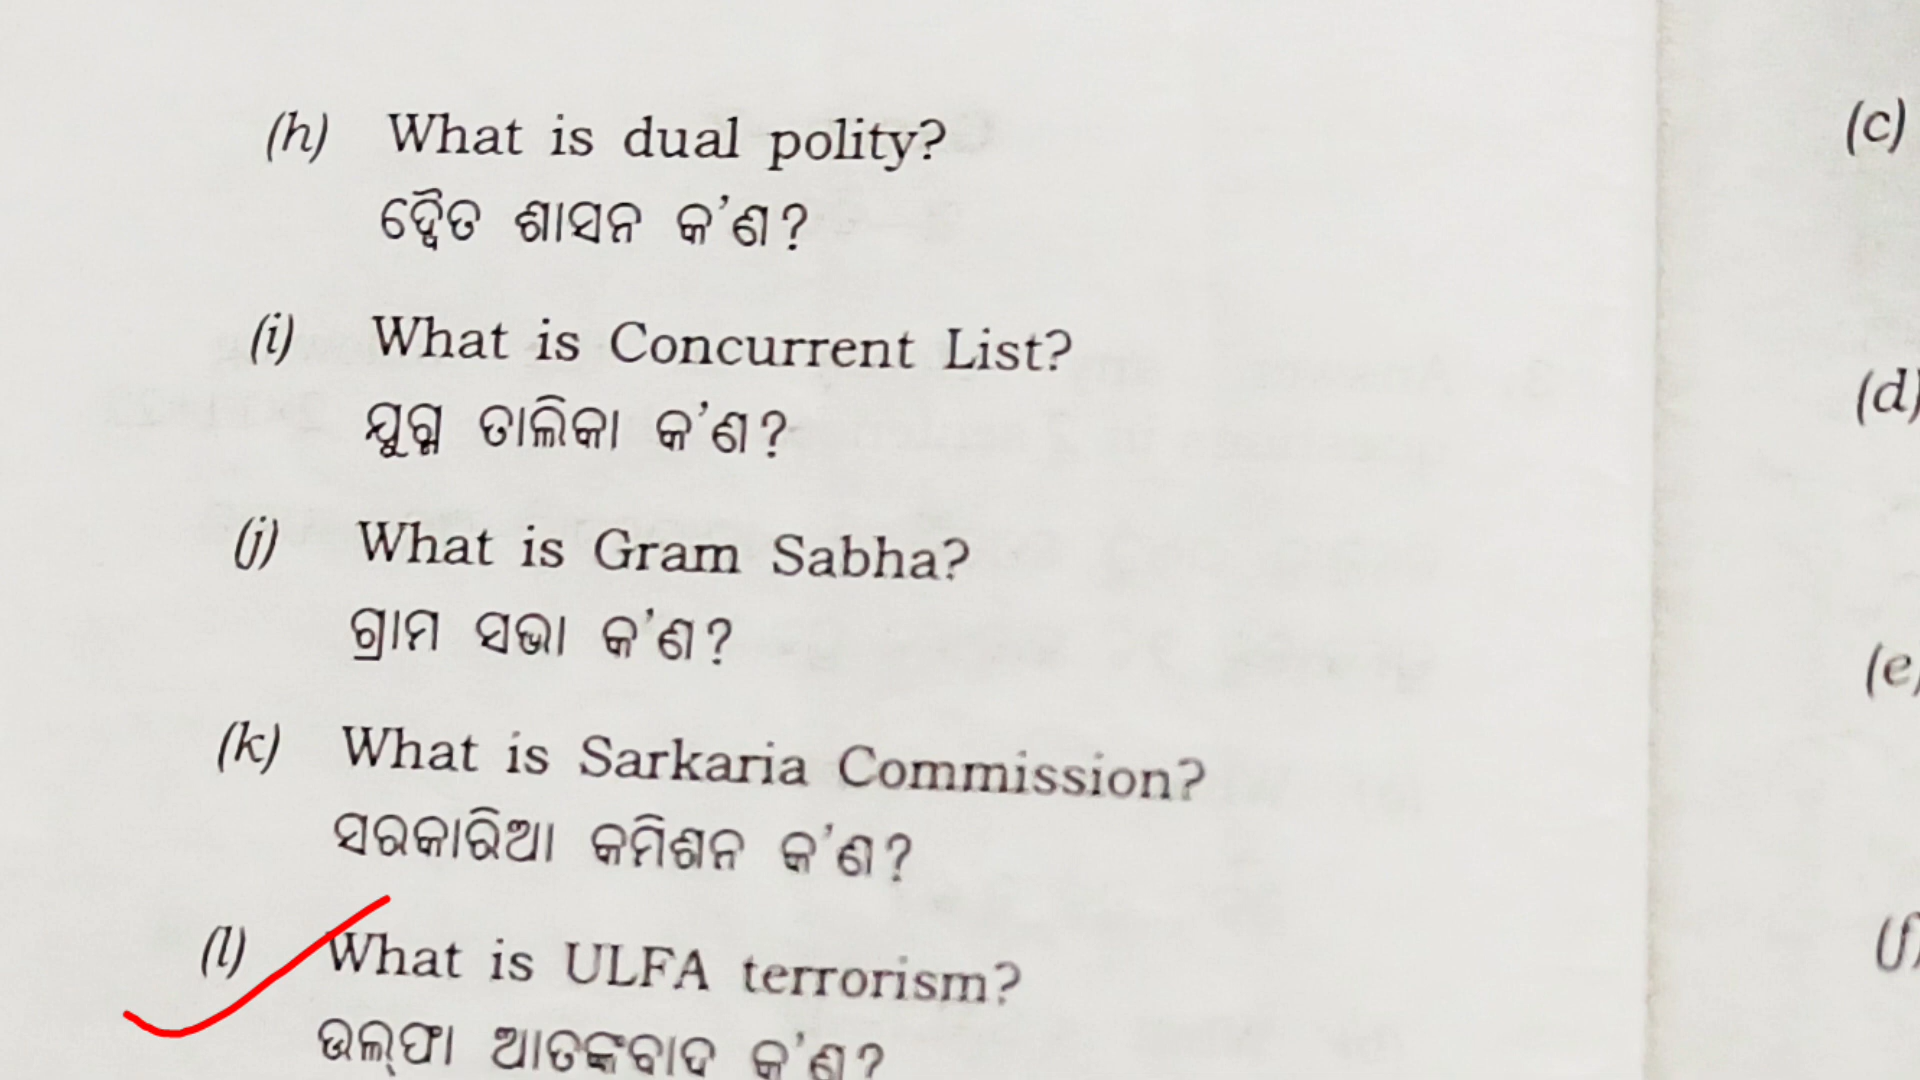 (h) What is dual polity?
ଦ୍ୱୈତ ଶାସନ କ'ଣ?
(i) What is Concurrent List?
ଯୁଗ୍ମ ତାଲିକା କ'ଣ?
(j) What is Gram Sabha?
ଗ୍ରାମ ସଭା କ'ଣ?
(k) What is Sarkaria Commission?
ସରକାରିଆ କମିଶନ କ'ଣ?
(l) What is ULFA terrorism?
ଉଲ୍‌ଫା ଆତଙ୍କବାଦ କ'ଣ?
(c)
(d)
(e)
(f)